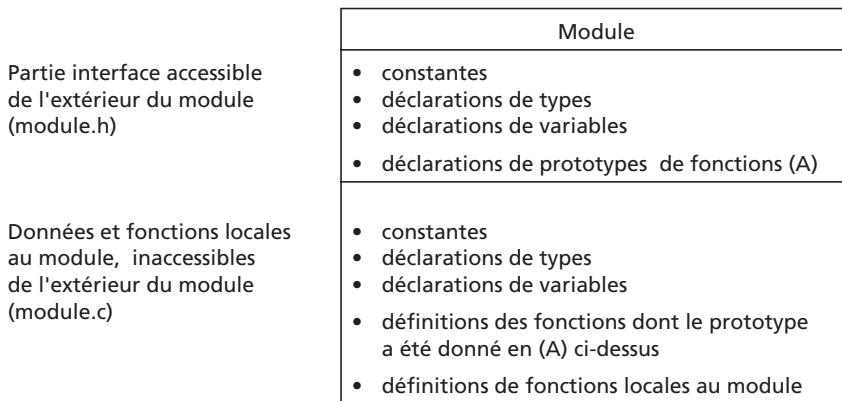 Module
Partie interface accessible
de l'extérieur du module
(module.h)
• constantes
• déclarations de types
• déclarations de variables
• déclarations de prototypes de fonctions (A)
Données et fonctions locales
au module, inaccessibles
de l'extérieur du module
(module.c)
• constantes
• déclarations de types
• déclarations de variables
• définitions des fonctions dont le prototype
a été donné en (A) ci-dessus
• définitions de fonctions locales au module